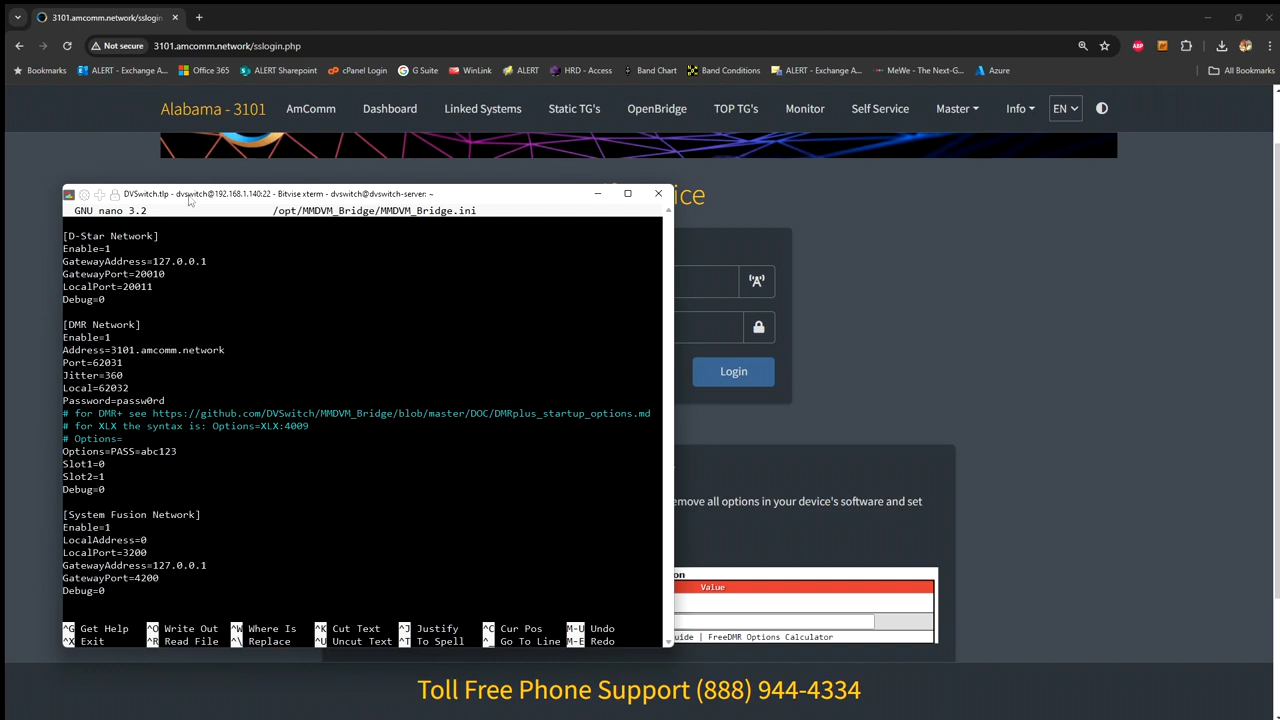 3101.amcomm.network/sslogin
Not secure
3101.amcomm.network/sslogin.php
Bookmarks
ALERT - Exchange A...
Office 365
ALERT Sharepoint
cPanel Login
G Suite
WinLink
ALERT
HRD - Access
Band Chart
Band Conditions
ALERT - Exchange A...
MeWe - The Next-G...
Azure
All Bookmarks
Alabama - 3101
AmComm
Dashboard
Linked Systems
Static TG's
OpenBridge
TOP TG's
Monitor
Self Service
Master
Info
EN
DVSwitch.tlp - dvswitch@192.168.1.140:22 - Bitvise xterm - dvswitch@dvswitch-server: ~
GNU nano 3.2 /opt/MMDVM_Bridge/MMDVM_Bridge.ini
[D-Star Network]
Enable=1
GatewayAddress=127.0.0.1
GatewayPort=20010
LocalPort=20011
Debug=0
[DMR Network]
Enable=1
Address=3101.amcomm.network
Port=62031
Jitter=360
Local=62032
Password=passw0rd
# for DMR+ see https://github.com/DVSwitch/MMDVM_Bridge/blob/master/DOC/DMRplus_startup_options.md
# for XLX the syntax is: Options=XLX:4009
# Options=
Options=PASS=abc123
Slot1=0
Slot2=1
Debug=0
[System Fusion Network]
Enable=1
LocalAddress=0
LocalPort=3200
GatewayAddress=127.0.0.1
GatewayPort=4200
Debug=0
^G Get Help ^O Write Out ^W Where Is ^K Cut Text ^J Justify ^C Cur Pos M-U Undo
^X Exit ^R Read File ^\ Replace ^U Uncut Text ^T To Spell ^_ Go To Line M-E Redo
ice
Login
emove all options in your device's software and set
on
Value
uide | FreeDMR Options Calculator
Toll Free Phone Support (888) 944-4334